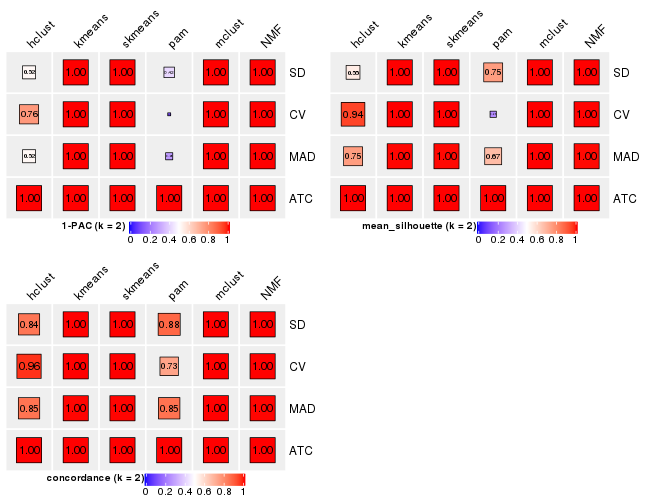 hclust kmeans skmeans pam mclust NMF
0.52 1.00 1.00 1.00 1.00 SD
0.76 1.00 1.00 1.00 1.00 CV
0.52 1.00 1.00 1.00 1.00 MAD
1.00 1.00 1.00 1.00 1.00 1.00 ATC
1-PAC (k = 2)
0 0.2 0.4 0.6 0.8 1
hclust kmeans skmeans pam mclust NMF
1.00 1.00 0.75 1.00 1.00 SD
0.94 1.00 1.00 1.00 1.00 CV
0.75 1.00 1.00 0.67 1.00 1.00 MAD
1.00 1.00 1.00 1.00 1.00 1.00 ATC
mean_silhouette (k = 2)
0 0.2 0.4 0.6 0.8 1
hclust kmeans skmeans pam mclust NMF
0.84 1.00 1.00 0.88 1.00 1.00 SD
0.96 1.00 1.00 0.73 1.00 1.00 CV
0.85 1.00 1.00 0.85 1.00 1.00 MAD
1.00 1.00 1.00 1.00 1.00 1.00 ATC
concordance (k = 2)
0 0.2 0.4 0.6 0.8 1